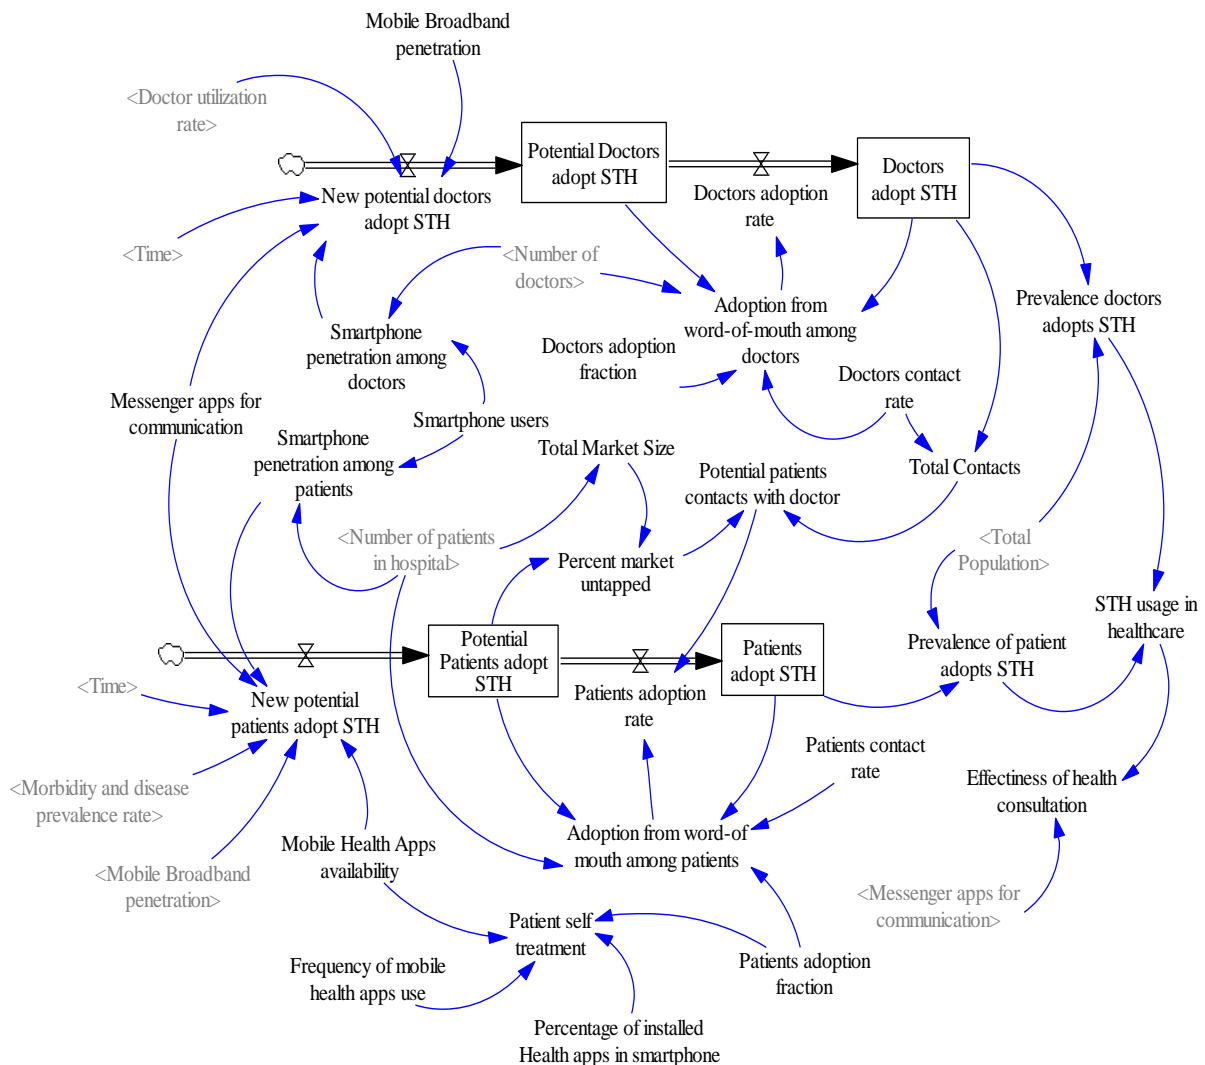 Mobile Broadband
penetration
<Doctor utilization
rate>
Potential Doctors
adopt STH
Doctors
adopt STH
New potential doctors
adopt STH
Doctors adoption
rate
<Time>
<Number of
doctors>
Prevalence doctors
adopts STH
Adoption from
word-of-mouth among
doctors
Smartphone
penetration among
doctors
Doctors adoption
fraction
Doctors contact
rate
Messenger apps for
communication
Smartphone users
Smartphone
penetration among
patients
Total Market Size
Potential patients
contacts with doctor
Total Contacts
<Number of patients
in hospital>
<Total
Population>
Percent market
untapped
STH usage in
healthcare
Potential
Patients adopt
STH
Patients
adopt STH
Prevalence of patient
adopts STH
<Time>
New potential
patients adopt STH
Patients adoption
rate
Patients contact
rate
<Morbidity and disease
prevalence rate>
Effectiness of health
consultation
Mobile Health Apps
availability
Adoption from word-of
mouth among patients
<Mobile Broadband
penetration>
<Messenger apps for
communication>
Patient self
treatment
Frequency of mobile
health apps use
Patients adoption
fraction
Percentage of installed
Health apps in smartphone